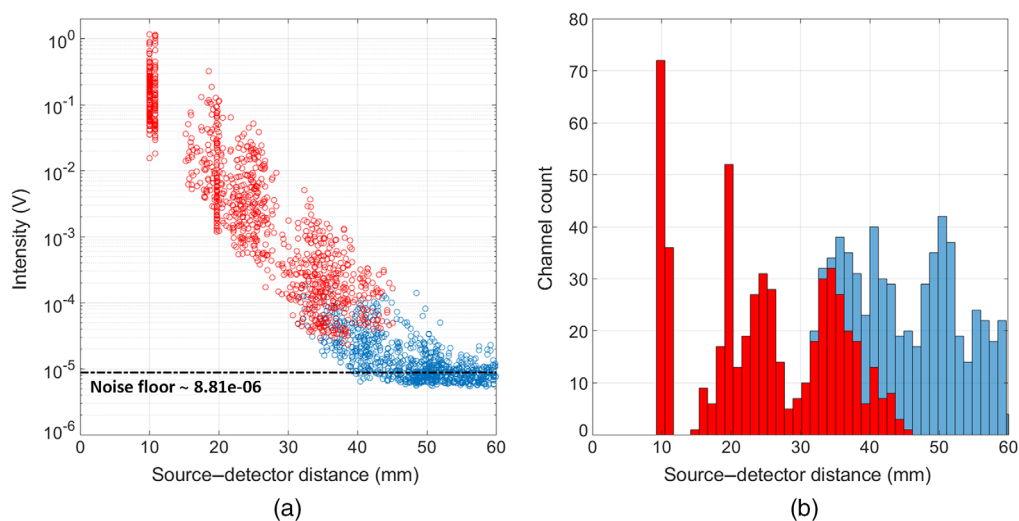 10^0
10^-1
10^-2
10^-3
10^-4
10^-5
10^-6
Intensity (V)
Noise floor ~ 8.81e-06
0 10 20 30 40 50 60
Source–detector distance (mm)
(a)
80
70
60
50
40
30
20
10
0
Channel count
0 10 20 30 40 50 60
Source–detector distance (mm)
(b)